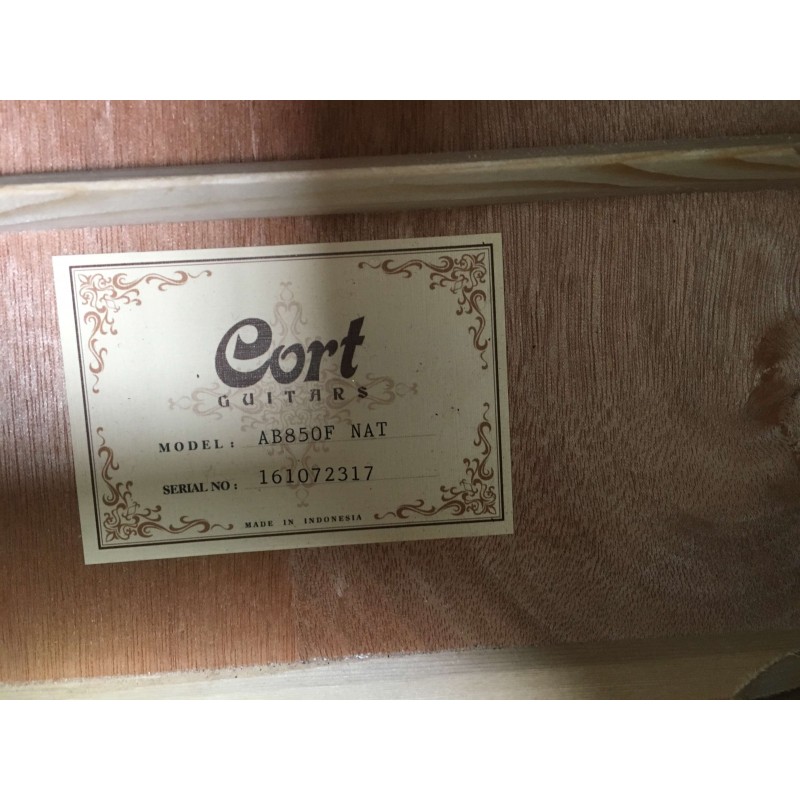 Cort
GUITARS
MODEL: AB850F NAT
SERIAL NO: 161072317
MADE IN INDONESIA